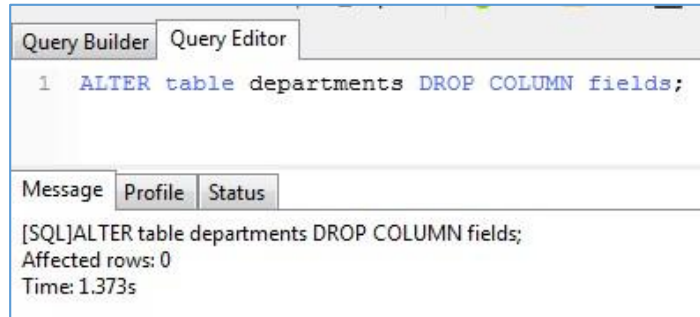 Query Builder Query Editor
1 ALTER table departments DROP COLUMN fields;
Message Profile Status
[SQL]ALTER table departments DROP COLUMN fields;
Affected rows: 0
Time: 1.373s